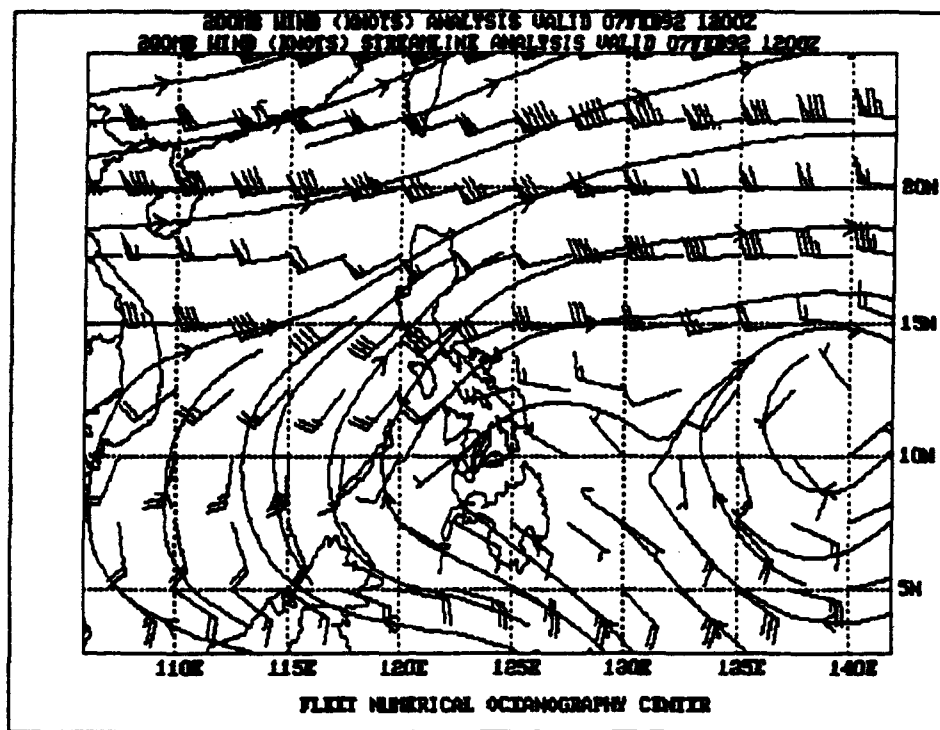 200MB WIND (KNOTS) ANALYSIS VALID 07FEB92 1200Z
200MB WIND (KNOTS) STREAMLINE ANALYSIS VALID 07FEB92 1200Z
20N
15N
10N
5N
110E 115E 120E 125E 130E 135E 140E
FLEET NUMERICAL OCEANOGRAPHY CENTER